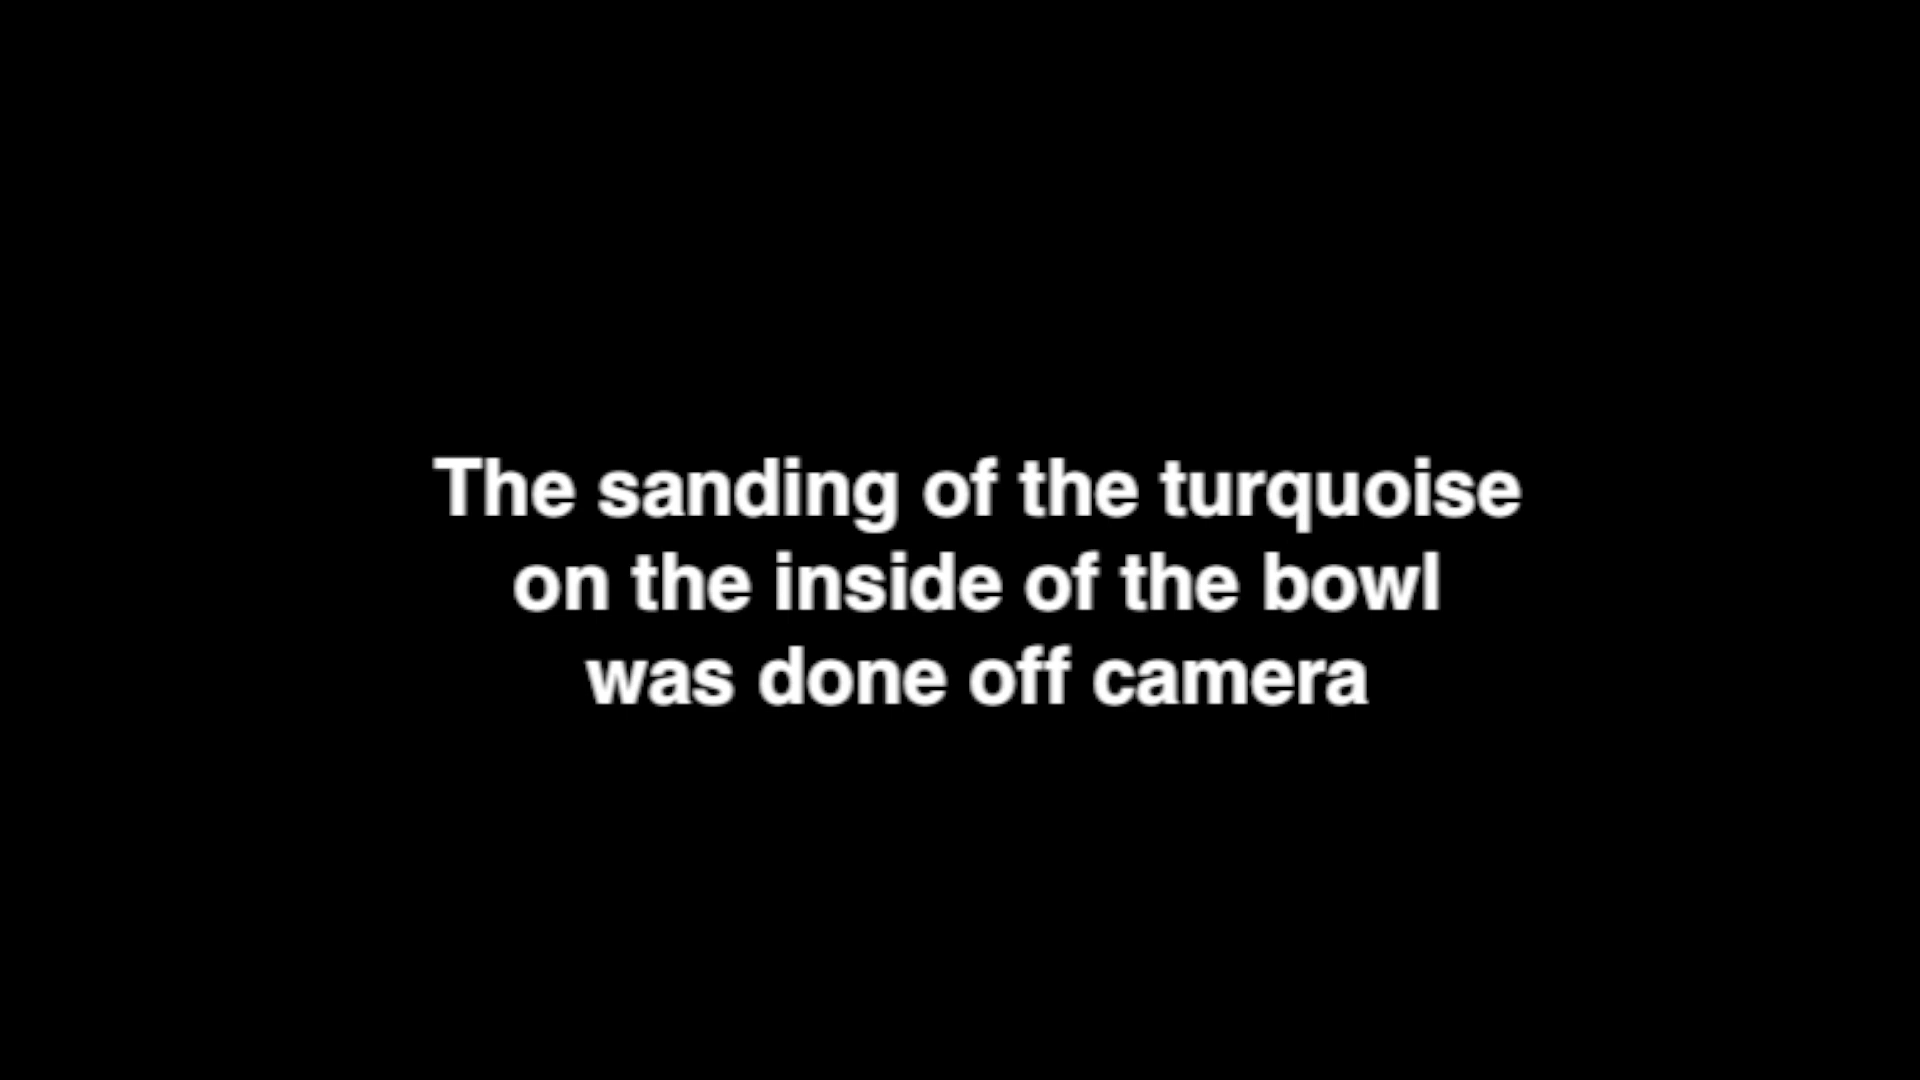 The sanding of the turquoise
on the inside of the bowl
was done off camera